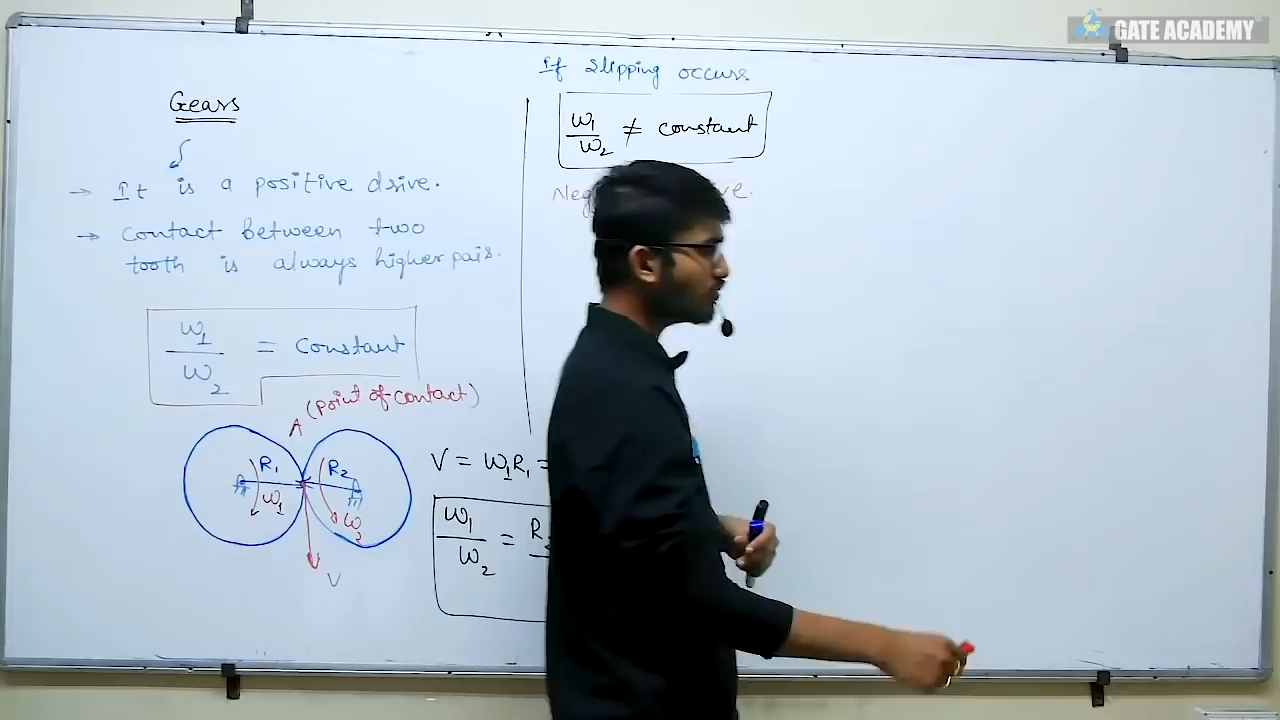 GATE ACADEMY
Gears
→ It is a positive drive.
→ Contact between two
tooth is always higher pair.
ω1 / ω2 = Constant
A (Point of contact)
R1
R2
ω1
ω2
V
If slipping occurs
ω1 / ω2 ≠ constant
V = ω1R1 =
ω1 / ω2 =